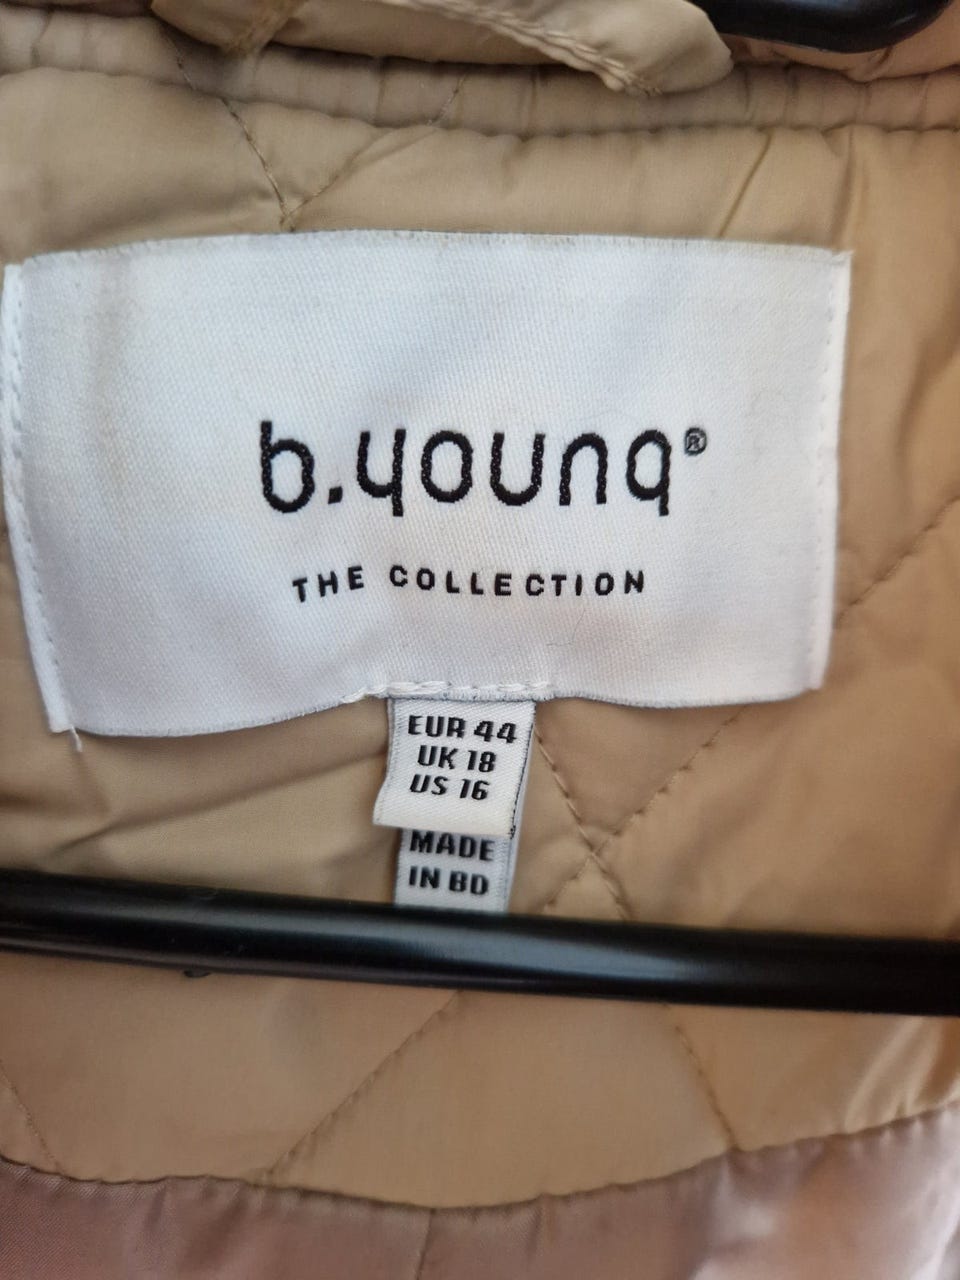 b.young®
THE COLLECTION
EUR 44
UK 18
US 16
MADE
IN BD